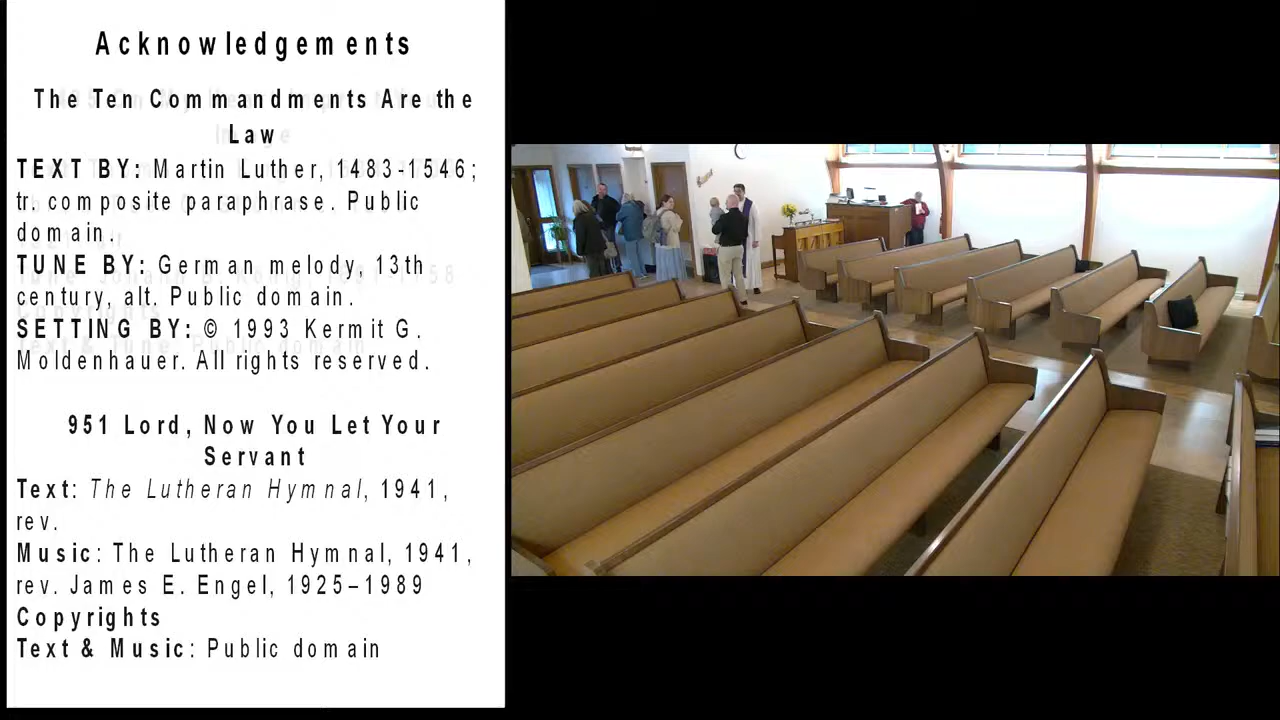 Acknowledgements
The Ten Commandments Are the
Law
TEXT BY: Martin Luther, 1483-1546;
tr. composite paraphrase. Public
domain.
TUNE BY: German melody, 13th
century, alt. Public domain.
SETTING BY: © 1993 Kermit G.
Moldenhauer. All rights reserved.
951 Lord, Now You Let Your
Servant
Text: The Lutheran Hymnal, 1941,
rev.
Music: The Lutheran Hymnal, 1941,
rev. James E. Engel, 1925–1989
Copyrights
Text & Music: Public domain